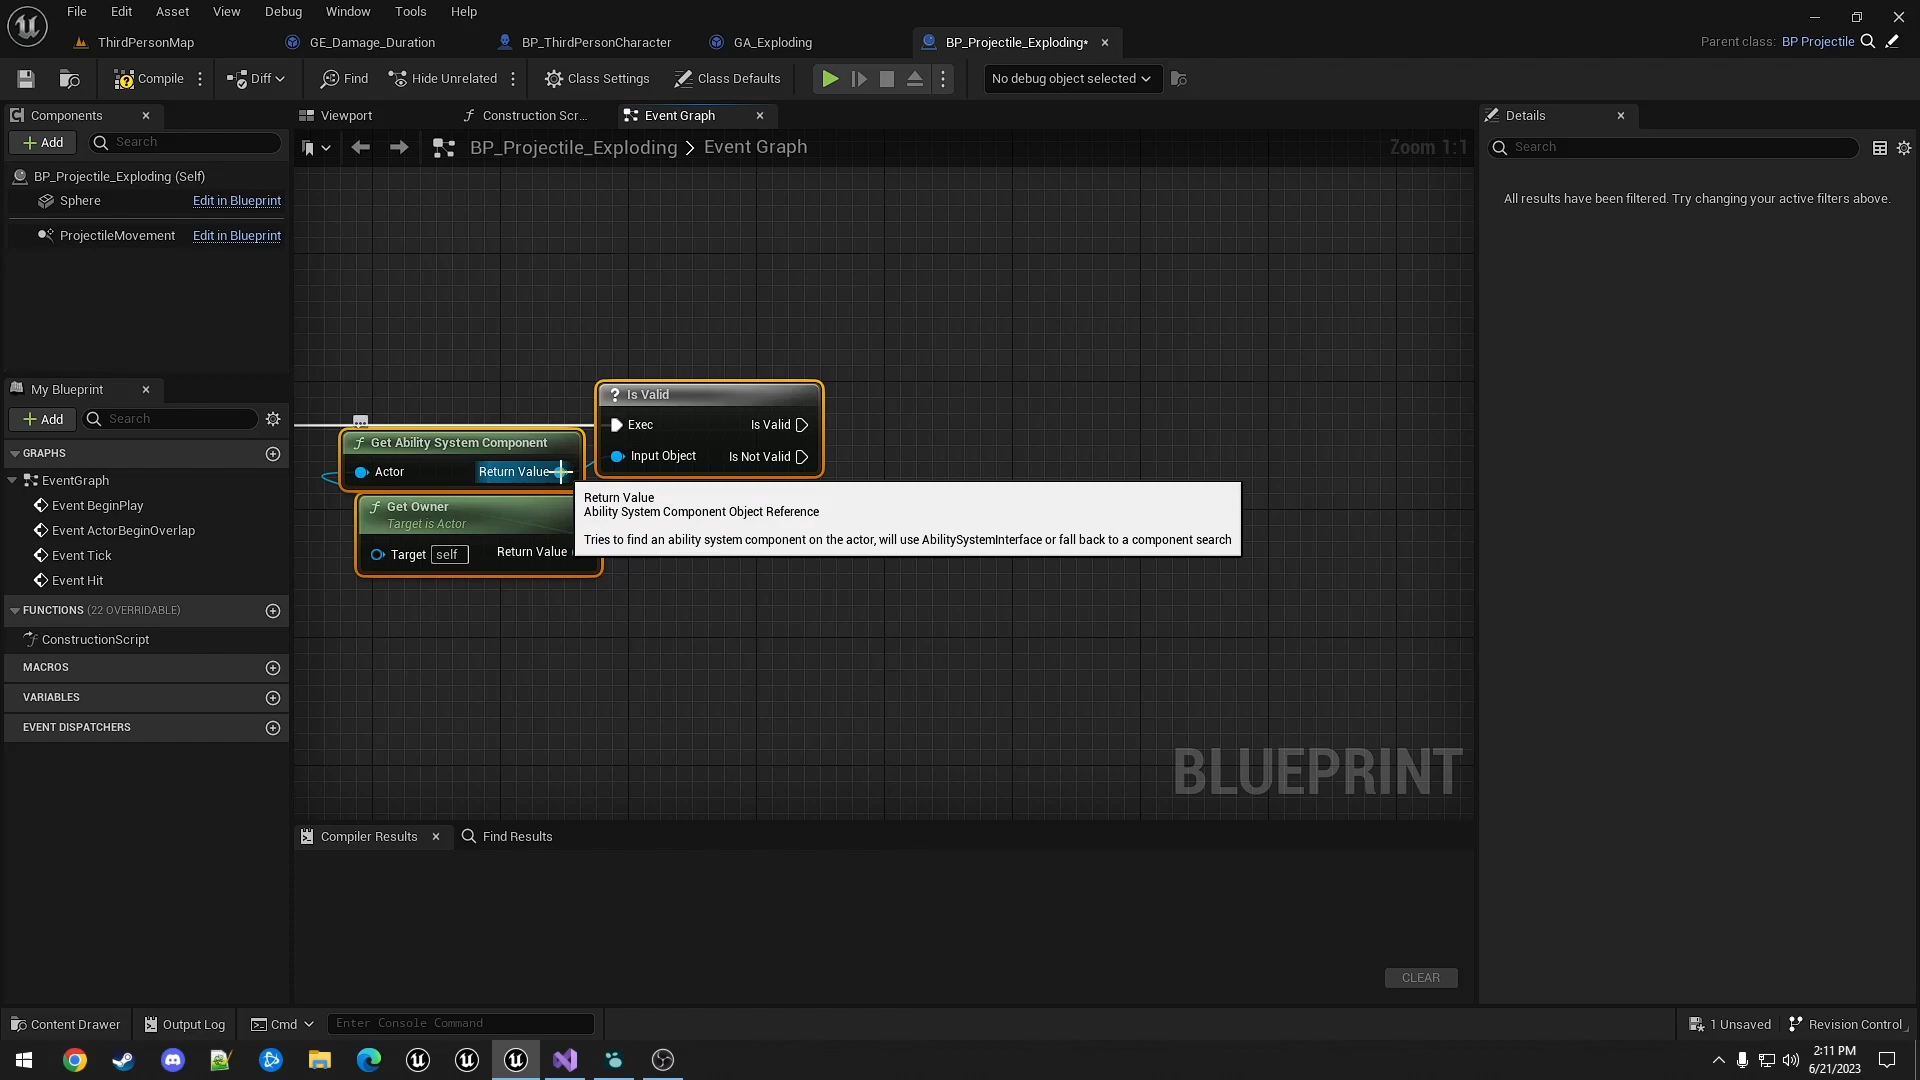 File Edit Asset View Debug Window Tools Help
ThirdPersonMap GE_Damage_Duration BP_ThirdPersonCharacter GA_Exploding BP_Projectile_Exploding* Parent class: BP Projectile
Compile Diff Find Hide Unrelated Class Settings Class Defaults No debug object selected
Components Viewport Construction Scr... Event Graph Details
Add Search
BP_Projectile_Exploding > Event Graph Zoom 1:1 Search
BP_Projectile_Exploding (Self)
Sphere Edit in Blueprint
All results have been filtered. Try changing your active filters above.
ProjectileMovement Edit in Blueprint
My Blueprint
Add Search
GRAPHS
EventGraph
Event BeginPlay
Event ActorBeginOverlap
Event Tick
Event Hit
FUNCTIONS (22 OVERRIDABLE)
ConstructionScript
MACROS
VARIABLES
EVENT DISPATCHERS
Is Valid
Exec Is Valid
Input Object Is Not Valid
Get Ability System Component
Actor Return Value
Get Owner
Target is Actor
Target self Return Value
Return Value
Ability System Component Object Reference
Tries to find an ability system component on the actor, will use AbilitySystemInterface or fall back to a component search
BLUEPRINT
Compiler Results Find Results
CLEAR
Content Drawer Output Log Cmd Enter Console Command 1 Unsaved Revision Control
2:11 PM
6/21/2023